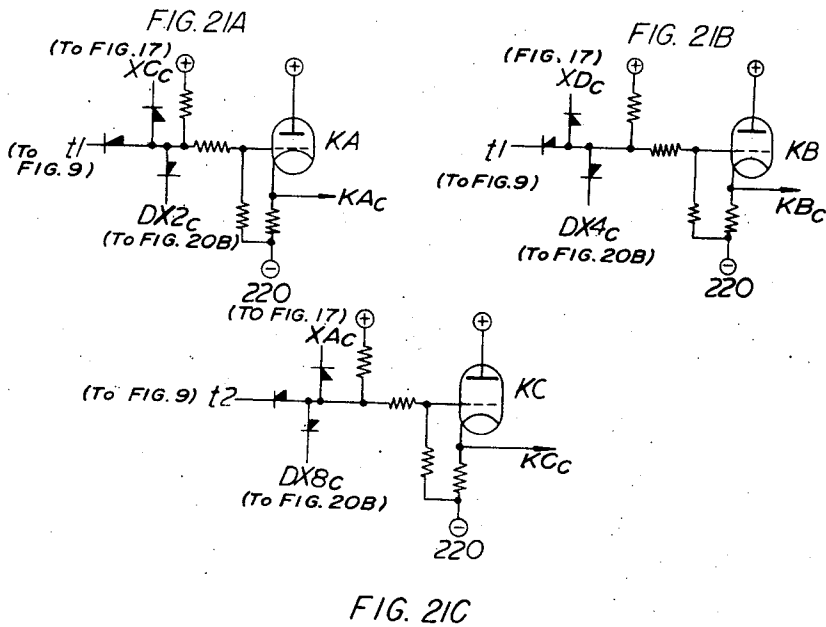 FIG. 21A
(To FIG. 17)
XCc
t1
(To FIG. 9)
DX2c
(To FIG. 20B)
KA
KAc
220
FIG. 21B
(FIG. 17)
XDc
t1
(To FIG. 9)
DX4c
(To FIG. 20B)
KB
KBc
220
(TO FIG. 17)
XAc
(To FIG. 9) t2
DX8c
(To FIG. 20B)
KC
KCc
220
FIG. 21C